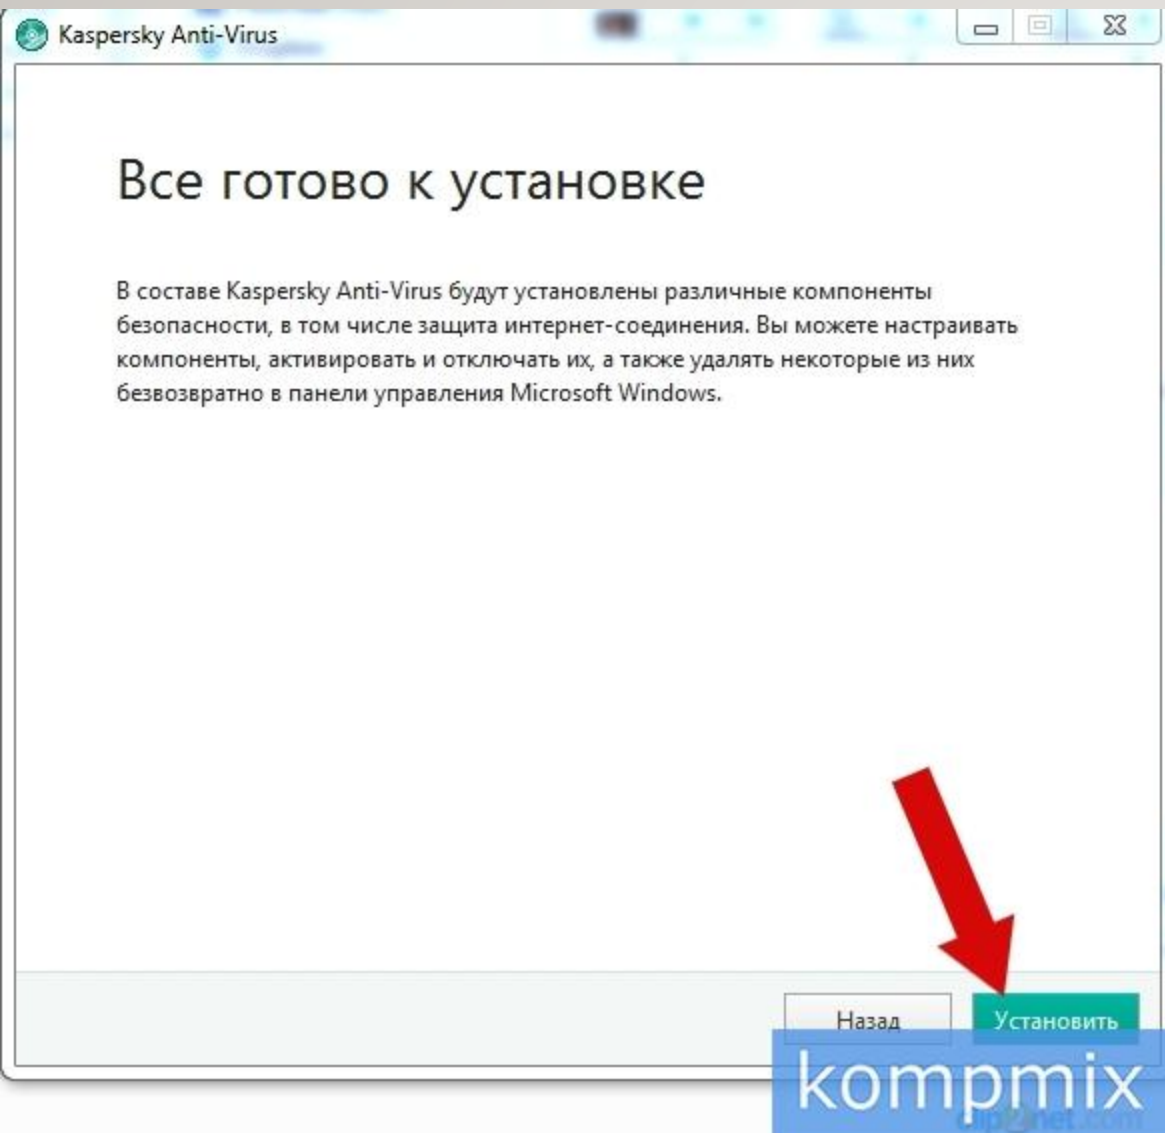 Kaspersky Anti-Virus
Все готово к установке
В составе Kaspersky Anti-Virus будут установлены различные компоненты
безопасности, в том числе защита интернет-соединения. Вы можете настраивать
компоненты, активировать и отключать их, а также удалять некоторые из них
безвозвратно в панели управления Microsoft Windows.
Назад Установить
kompmix
clip2net.com